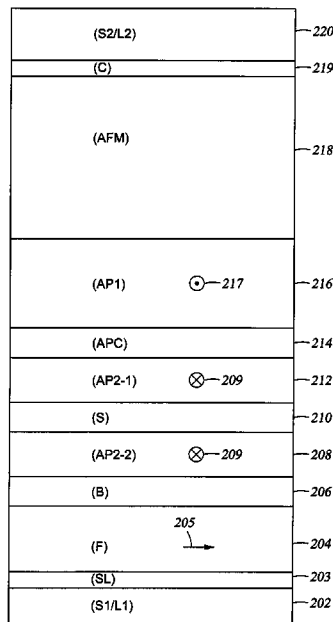 (S2/L2) 220
(C) 219
(AFM) 218
(AP1) 217 216
(APC) 214
(AP2-1) 209 212
(S) 210
(AP2-2) 209 208
(B) 206
205
(F) 204
(SL) 203
(S1/L1) 202